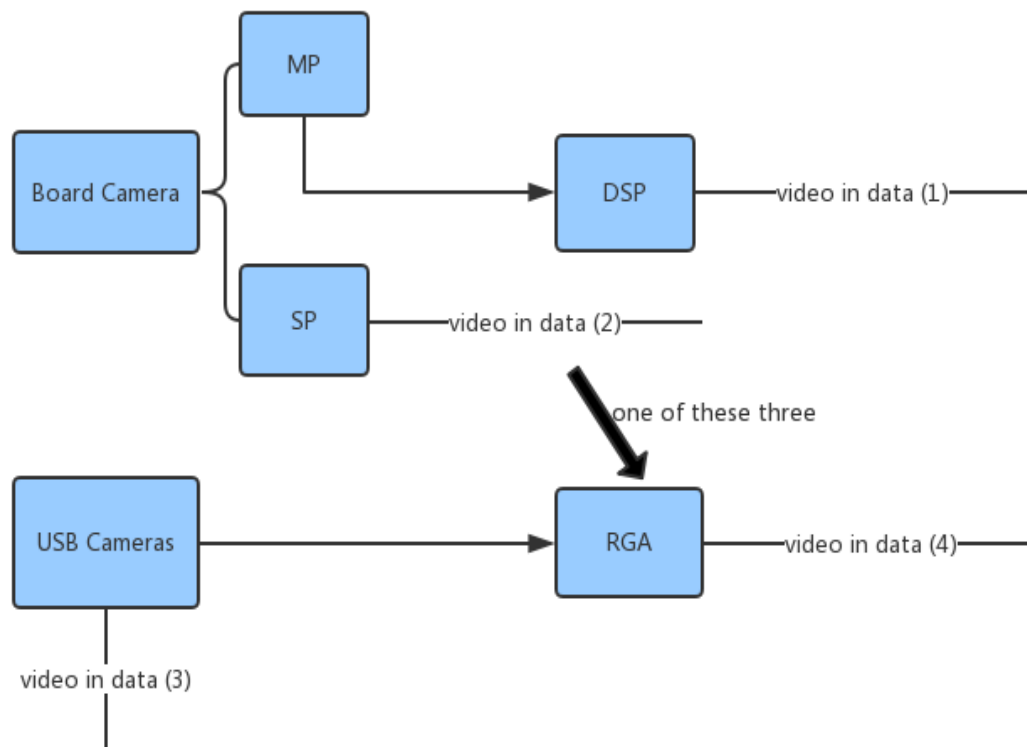 MP
Board Camera
DSP
video in data (1)
SP
video in data (2)
one of these three
USB Cameras
RGA
video in data (4)
video in data (3)